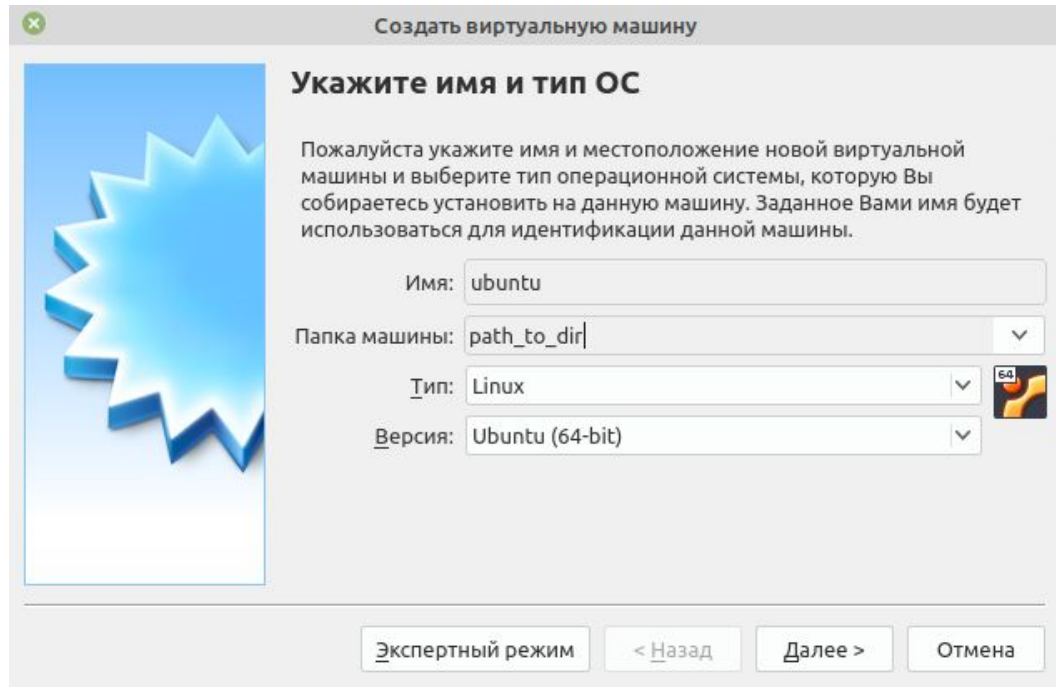 Создать виртуальную машину
Укажите имя и тип ОС
Пожалуйста укажите имя и местоположение новой виртуальной
машины и выберите тип операционной системы, которую Вы
собираетесь установить на данную машину. Заданное Вами имя будет
использоваться для идентификации данной машины.
Имя: ubuntu
Папка машины: path_to_dir
Тип: Linux
64
Версия: Ubuntu (64-bit)
Экспертный режим < Назад Далее > Отмена